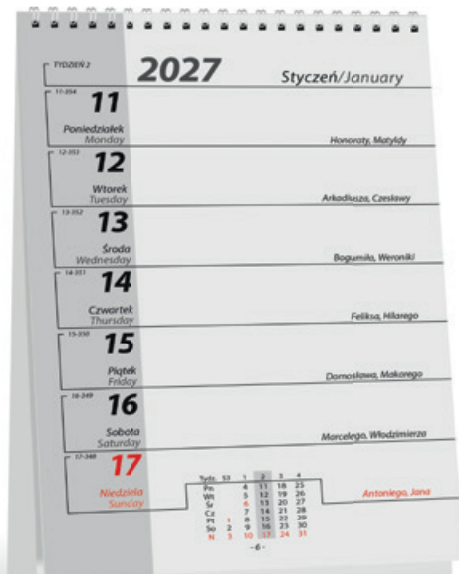 TYDZIEŃ 2
2027
Styczeń/January
11-354
11
Poniedziałek
Monday
Honoraty, Matyldy
12-353
12
Wtorek
Tuesday
Arkadiusza, Czesławy
13-352
13
Środa
Wednesday
Bogumiła, Weroniki
14-351
14
Czwartek
Thursday
Feliksa, Hilarego
15-350
15
Piątek
Friday
Domosława, Makarego
16-349
16
Sobota
Saturday
Marcelego, Włodzimierza
17-348
17
Niedziela
Sunday
Antoniego, Jana
Tydz. 53 1 2 3 4
Pn 4 11 18 25
Wt 5 12 19 26
Śr 6 13 20 27
Cz 7 14 21 28
Pt 1 8 15 22 29
So 2 9 16 23 30
N 3 10 17 24 31
-6-